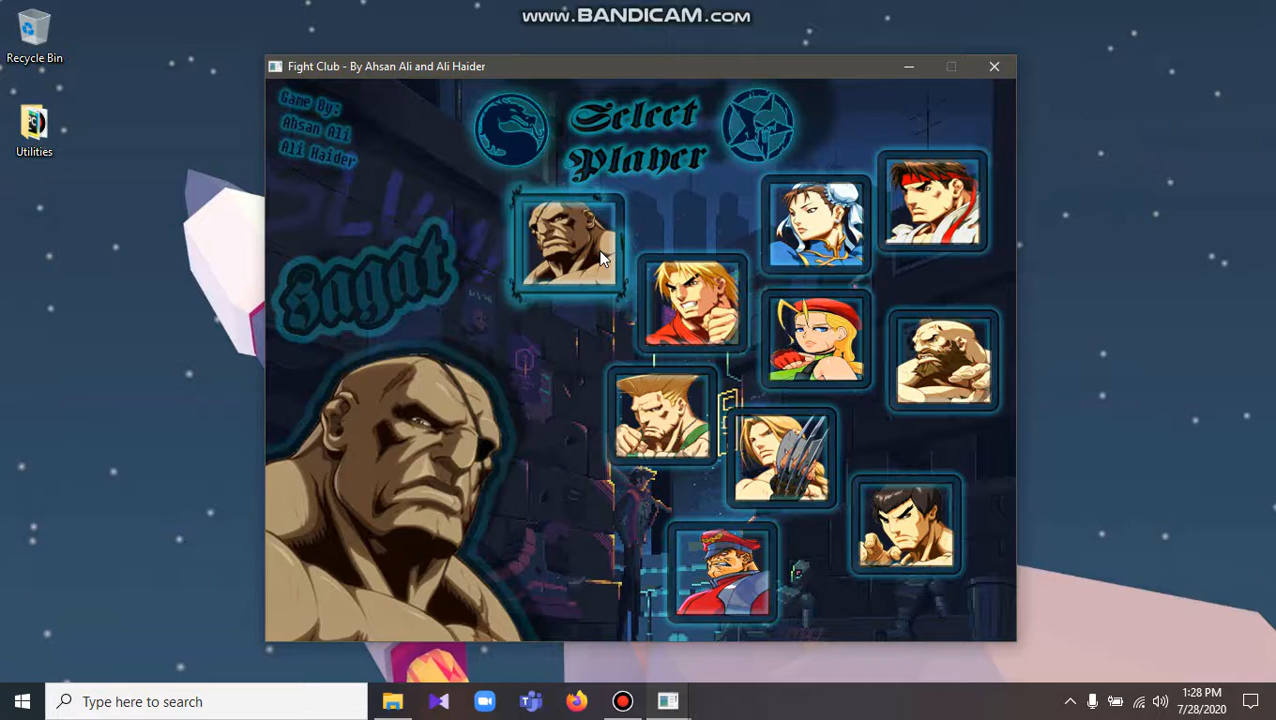 www.BANDICAM.com
Recycle Bin
Utilities
Fight Club - By Ahsan Ali and Ali Haider
Game By:
Ahsan Ali
Ali Haider
Select
Player
Sagat
Type here to search
1:28 PM
7/28/2020